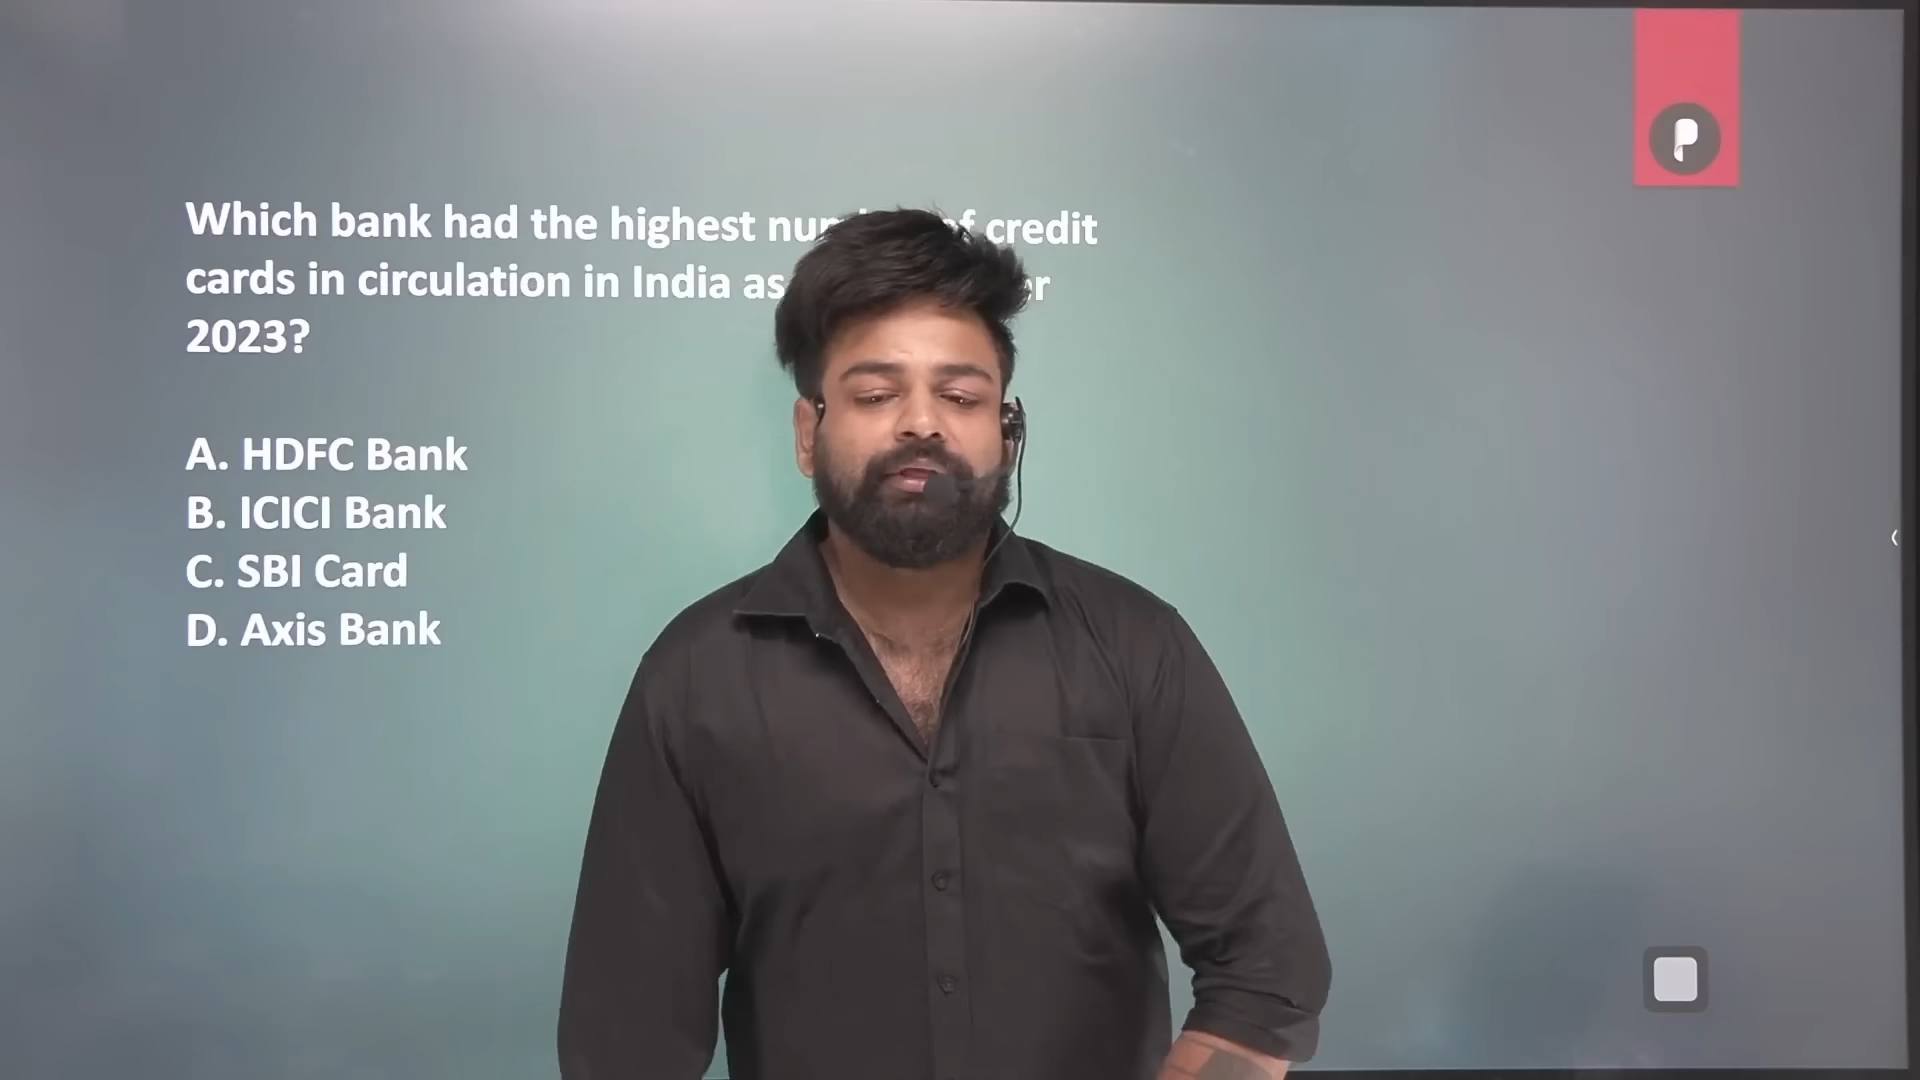 Which bank had the highest credit
cards in circulation in India as
2023?
A. HDFC Bank
B. ICICI Bank
C. SBI Card
D. Axis Bank